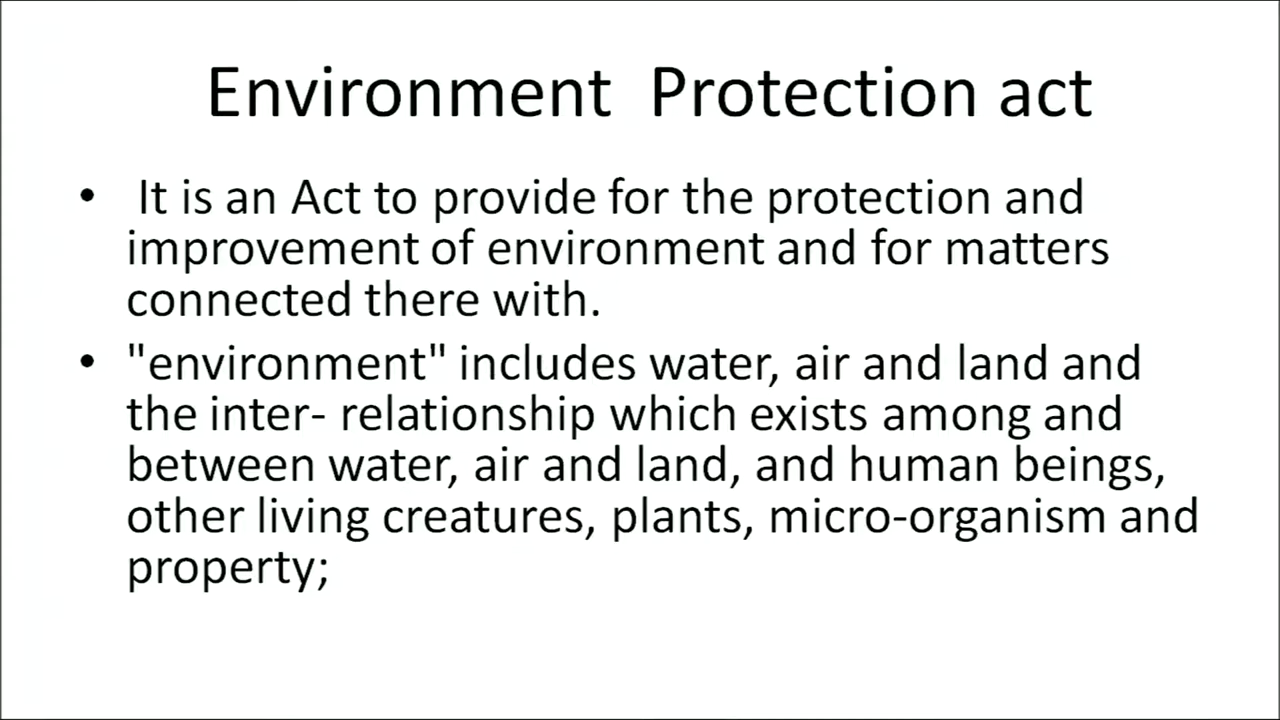 Environment  Protection act
• It is an Act to provide for the protection and
improvement of environment and for matters
connected there with.
• "environment" includes water, air and land and
the inter- relationship which exists among and
between water, air and land, and human beings,
other living creatures, plants, micro-organism and
property;